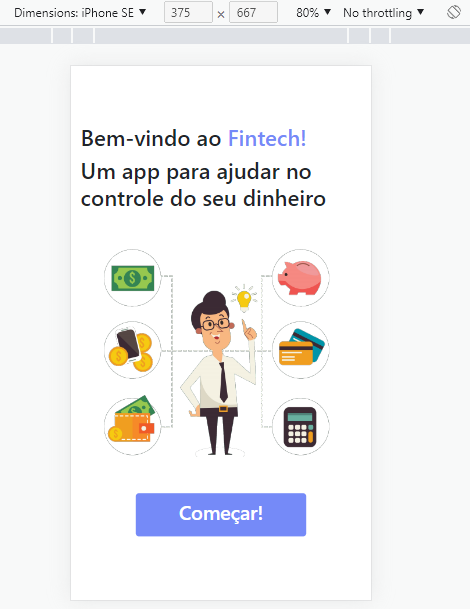 Dimensions: iPhone SE ▼ 375 × 667 80% ▼ No throttling ▼
Bem-vindo ao Fintech!
Um app para ajudar no
controle do seu dinheiro
Começar!